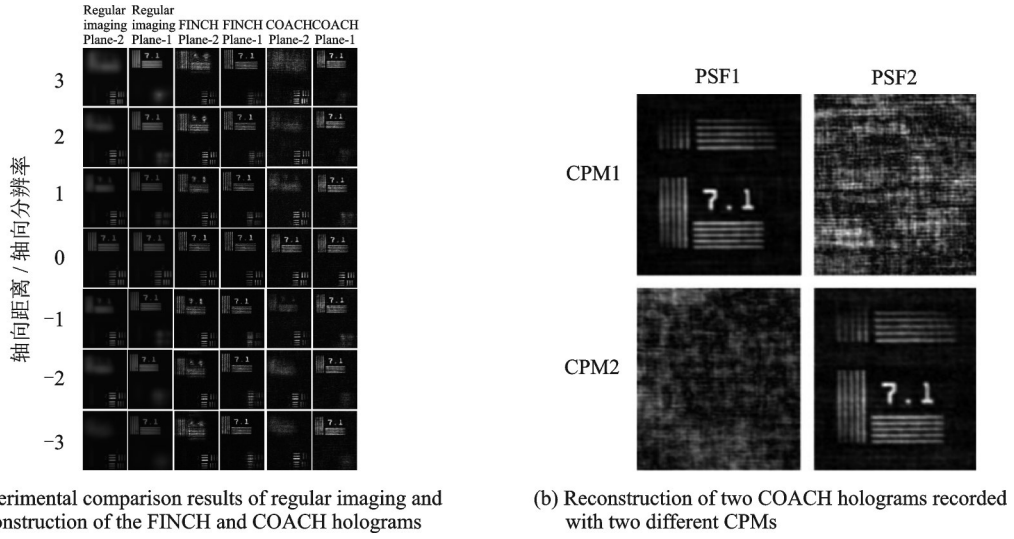 Regular Regular
imaging imaging FINCH FINCH COACH COACH
Plane-2 Plane-1 Plane-2 Plane-1 Plane-2 Plane-1
3
2
1
0
−1
−2
−3
轴向距离 / 轴向分辨率
erimental comparison results of regular imaging and
onstruction of the FINCH and COACH holograms
PSF1 PSF2
CPM1
7.1
CPM2
7.1
(b) Reconstruction of two COACH holograms recorded
with two different CPMs